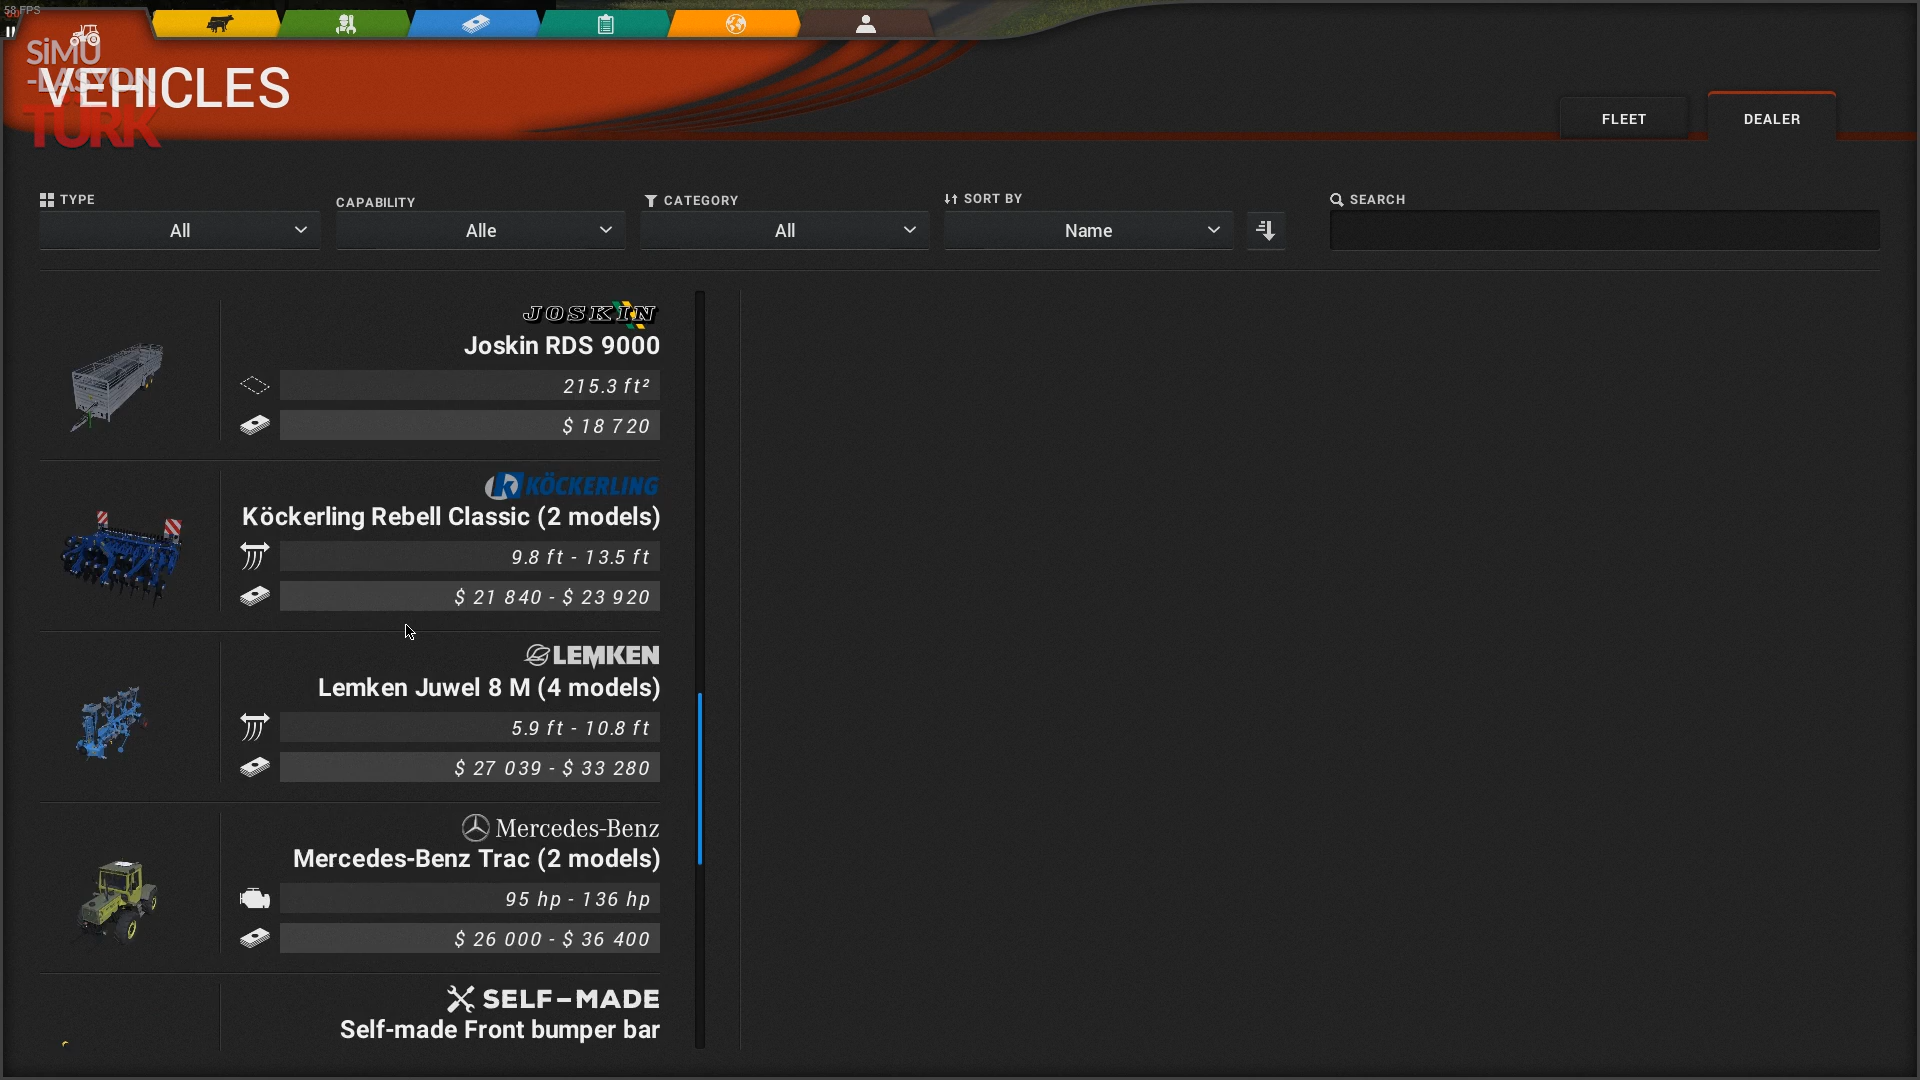 58 FPS
SiMÜ
-LASYON
TÜRK
VEHICLES
FLEET
DEALER
TYPE
CAPABILITY
CATEGORY
SORT BY
SEARCH
All
Alle
All
Name
JOSKIN
Joskin RDS 9000
215.3 ft²
$ 18 720
KÖCKERLING
Köckerling Rebell Classic (2 models)
9.8 ft - 13.5 ft
$ 21 840 - $ 23 920
LEMKEN
Lemken Juwel 8 M (4 models)
5.9 ft - 10.8 ft
$ 27 039 - $ 33 280
Mercedes-Benz
Mercedes-Benz Trac (2 models)
95 hp - 136 hp
$ 26 000 - $ 36 400
SELF-MADE
Self-made Front bumper bar